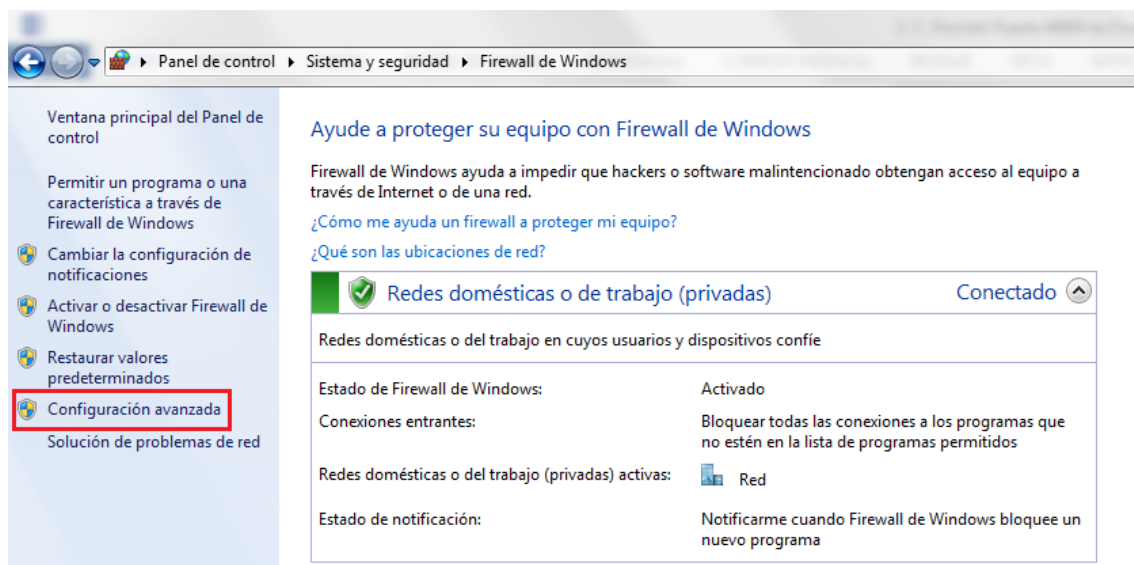 Panel de control ▸ Sistema y seguridad ▸ Firewall de Windows
Ventana principal del Panel de
control
Permitir un programa o una
característica a través de
Firewall de Windows
Cambiar la configuración de
notificaciones
Activar o desactivar Firewall de
Windows
Restaurar valores
predeterminados
Configuración avanzada
Solución de problemas de red
Ayude a proteger su equipo con Firewall de Windows
Firewall de Windows ayuda a impedir que hackers o software malintencionado obtengan acceso al equipo a
través de Internet o de una red.
¿Cómo me ayuda un firewall a proteger mi equipo?
¿Qué son las ubicaciones de red?
Redes domésticas o de trabajo (privadas) Conectado
Redes domésticas o del trabajo en cuyos usuarios y dispositivos confíe
Estado de Firewall de Windows: Activado
Conexiones entrantes: Bloquear todas las conexiones a los programas que
no estén en la lista de programas permitidos
Redes domésticas o del trabajo (privadas) activas: Red
Estado de notificación: Notificarme cuando Firewall de Windows bloquee un
nuevo programa